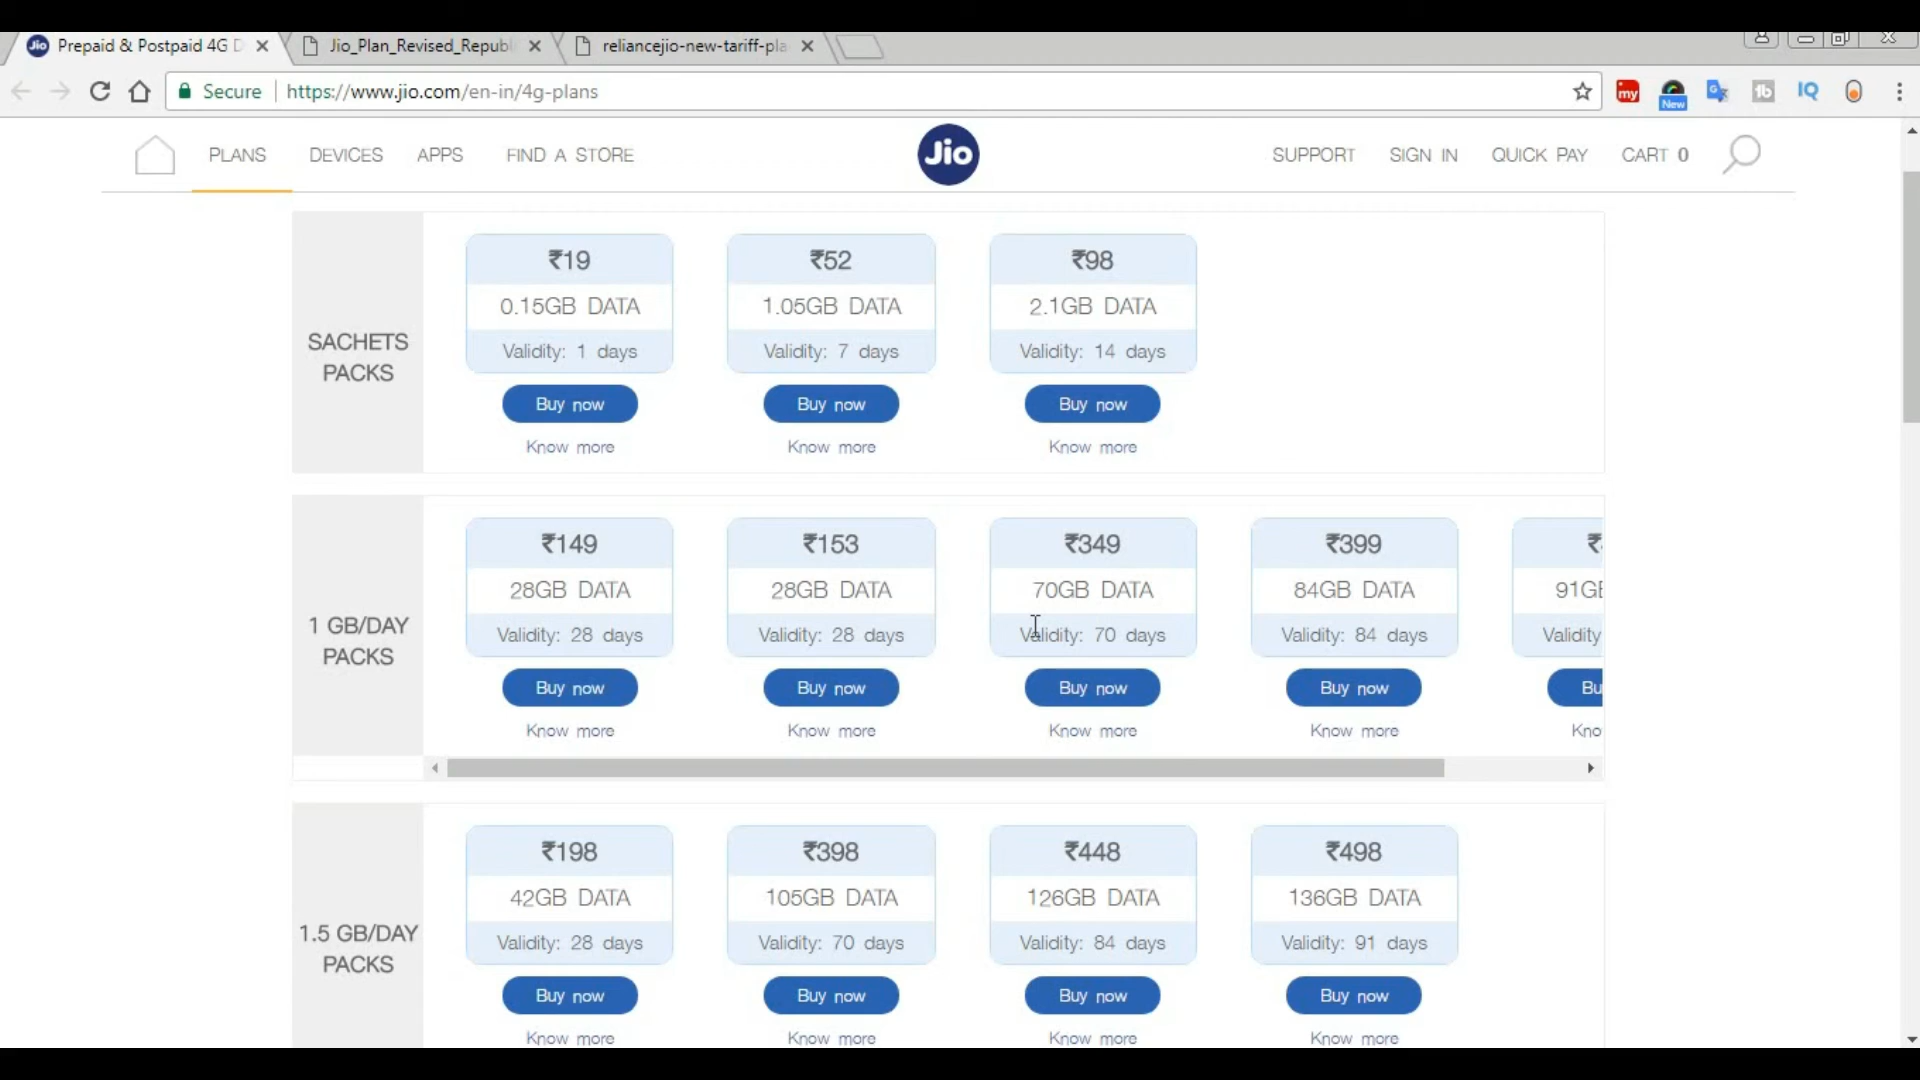 Prepaid & Postpaid 4G D
Jio_Plan_Revised_Republ
reliancejio-new-tariff-pla
Secure
https://www.jio.com/en-in/4g-plans
my
New
IQ
PLANS
DEVICES
APPS
FIND A STORE
Jio
SUPPORT
SIGN IN
QUICK PAY
CART 0
SACHETS
PACKS
₹19
₹52
₹98
0.15GB DATA
1.05GB DATA
2.1GB DATA
Validity: 1 days
Validity: 7 days
Validity: 14 days
Buy now
Buy now
Buy now
Know more
Know more
Know more
1 GB/DAY
PACKS
₹149
₹153
₹349
₹399
28GB DATA
28GB DATA
70GB DATA
84GB DATA
91GB
Validity: 28 days
Validity: 28 days
Validity: 70 days
Validity: 84 days
Validity
Buy now
Buy now
Buy now
Buy now
Bu
Know more
Know more
Know more
Know more
Kno
1.5 GB/DAY
PACKS
₹198
₹398
₹448
₹498
42GB DATA
105GB DATA
126GB DATA
136GB DATA
Validity: 28 days
Validity: 70 days
Validity: 84 days
Validity: 91 days
Buy now
Buy now
Buy now
Buy now
Know more
Know more
Know more
Know more